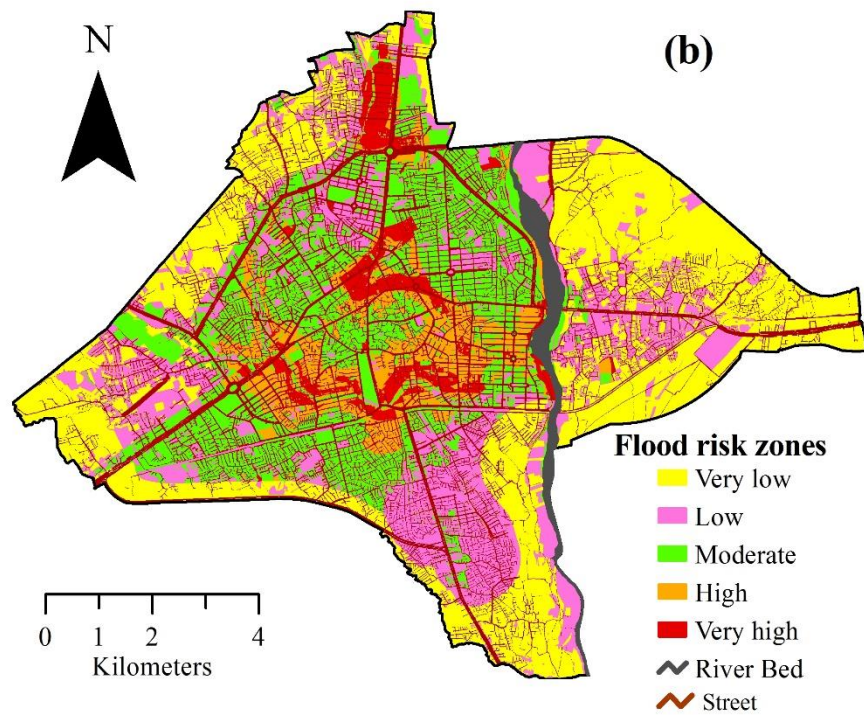 N
(b)
Flood risk zones
Very low
Low
Moderate
High
Very high
River Bed
Street
0 1 2 4
Kilometers